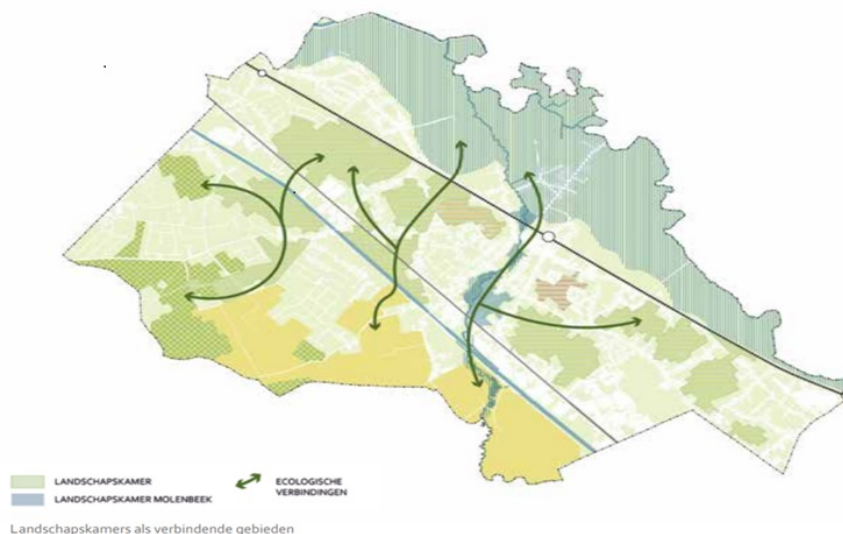 LANDSCHAPSKAMER
LANDSCHAPSKAMER MOLENBEEK
ECOLOGISCHE
VERBINDINGEN
Landschapskamers als verbindende gebieden